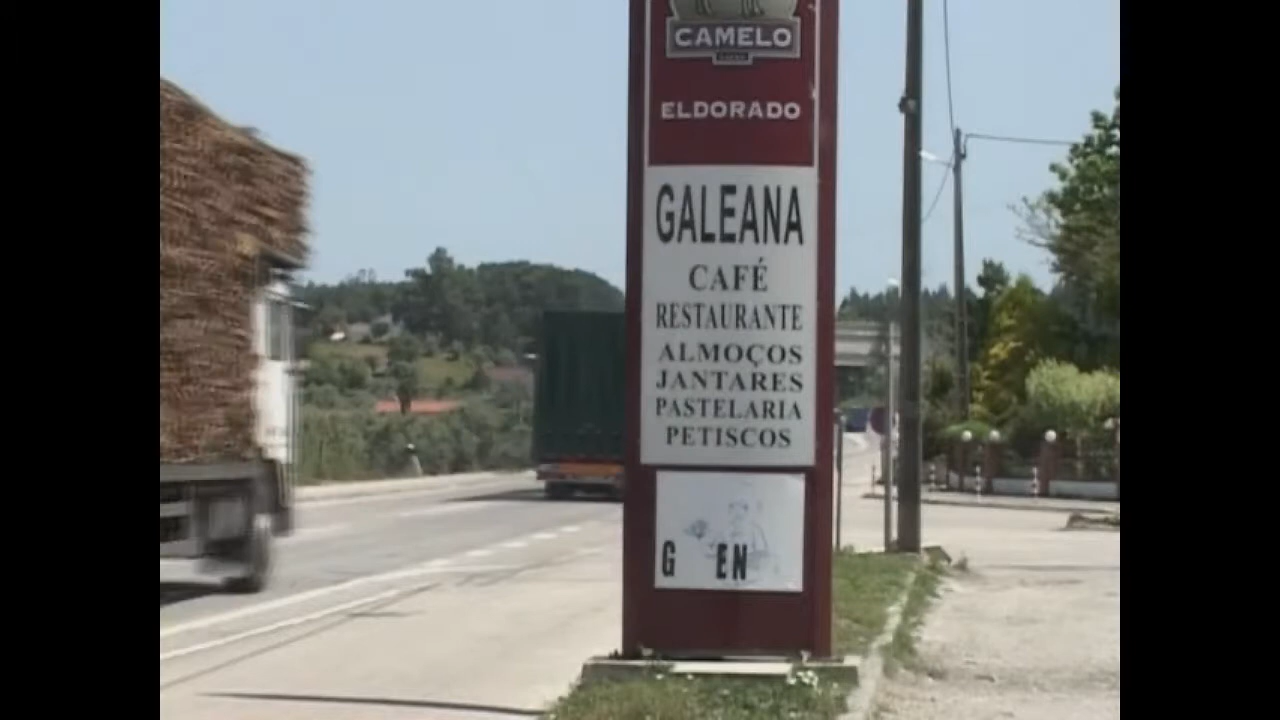 CAMELO
ELDORADO
GALEANA
CAFÉ
RESTAURANTE
ALMOÇOS
JANTARES
PASTELARIA
PETISCOS
G EN